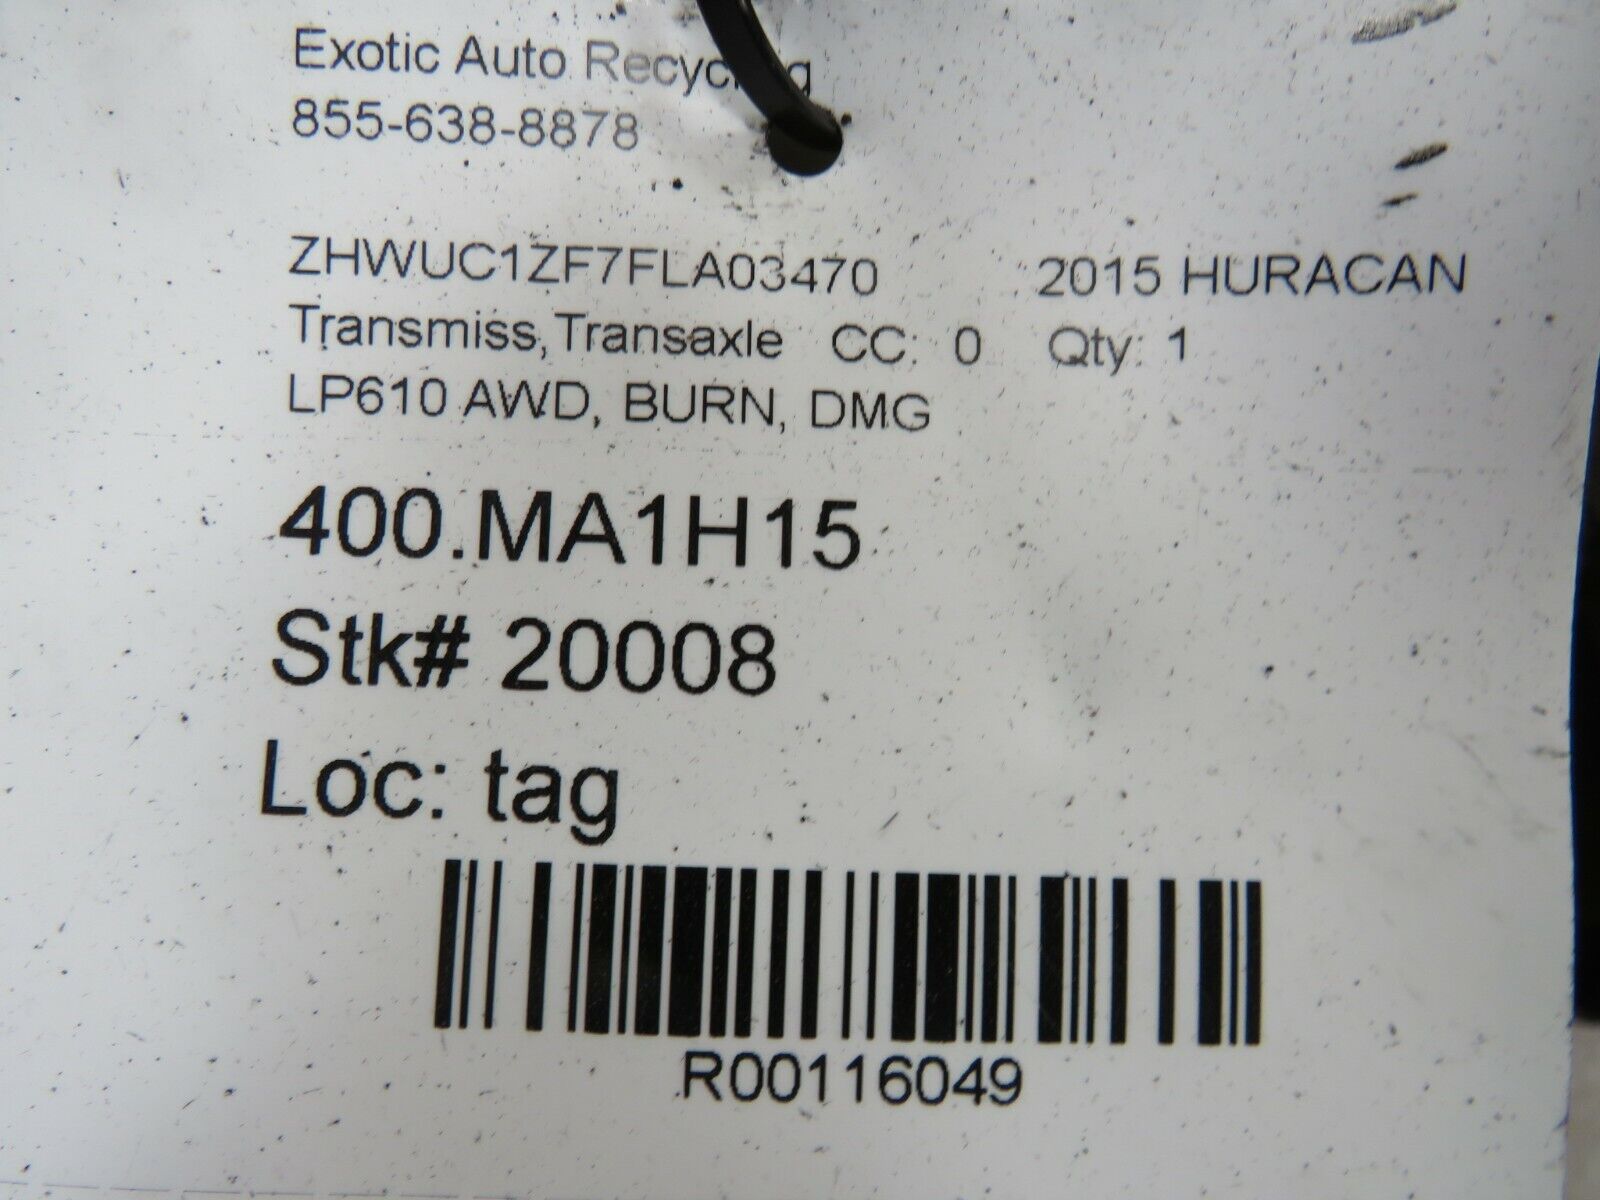 Exotic Auto Recycling
855-638-8878
ZHWUC1ZF7FLA03470 2015 HURACAN
Transmiss,Transaxle CC: 0 Qty: 1
LP610 AWD, BURN, DMG
400.MA1H15
Stk# 20008
Loc: tag
R00116049